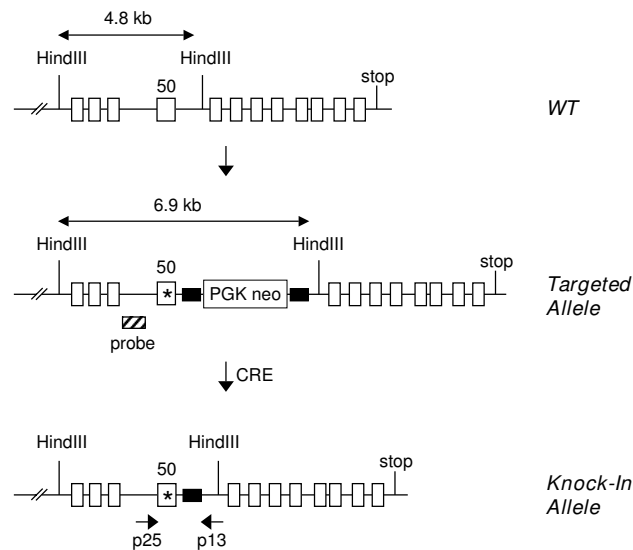 4.8 kb
HindIII HindIII
50
stop
WT
6.9 kb
HindIII HindIII
50
stop
*
PGK neo
Targeted
Allele
probe
CRE
HindIII HindIII
50
stop
*
Knock-In
Allele
p25 p13